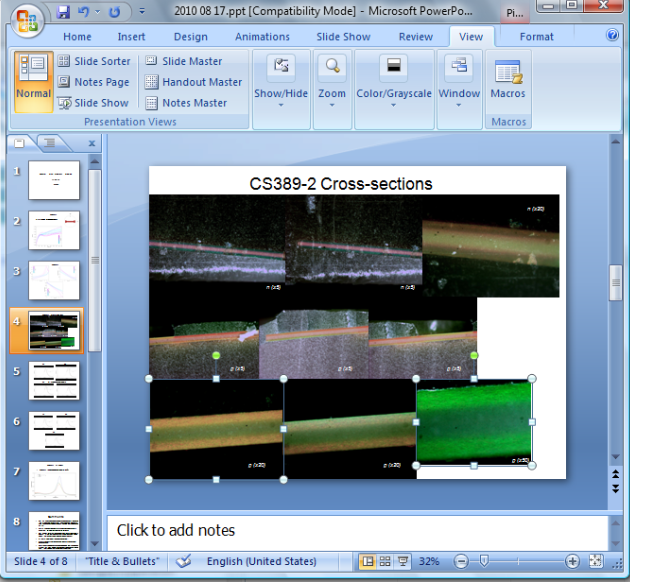 2010 08 17.ppt [Compatibility Mode] - Microsoft PowerPo...
Pi...
Home Insert Design Animations Slide Show Review View Format
Normal
Slide Sorter
Notes Page
Slide Show
Slide Master
Handout Master
Notes Master
Show/Hide
Zoom
Color/Grayscale
Window
Macros
Presentation Views
Macros
1
2
3
4
5
6
7
8
CS389-2 Cross-sections
n (x20)
n (x5)
n (x5)
p (x5)
p (x5)
p (x5)
p (x20)
p (x20)
p (x50)
Click to add notes
Slide 4 of 8 "Title & Bullets" English (United States) 32%